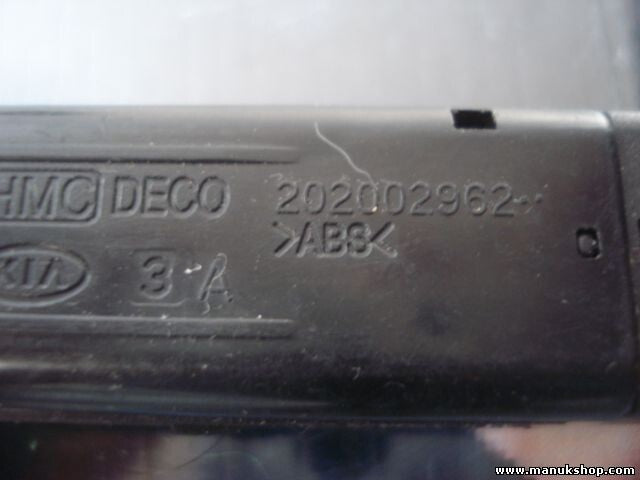 HMC DECO 202002962
>ABS<
KIA 3 A
www.manukshop.com